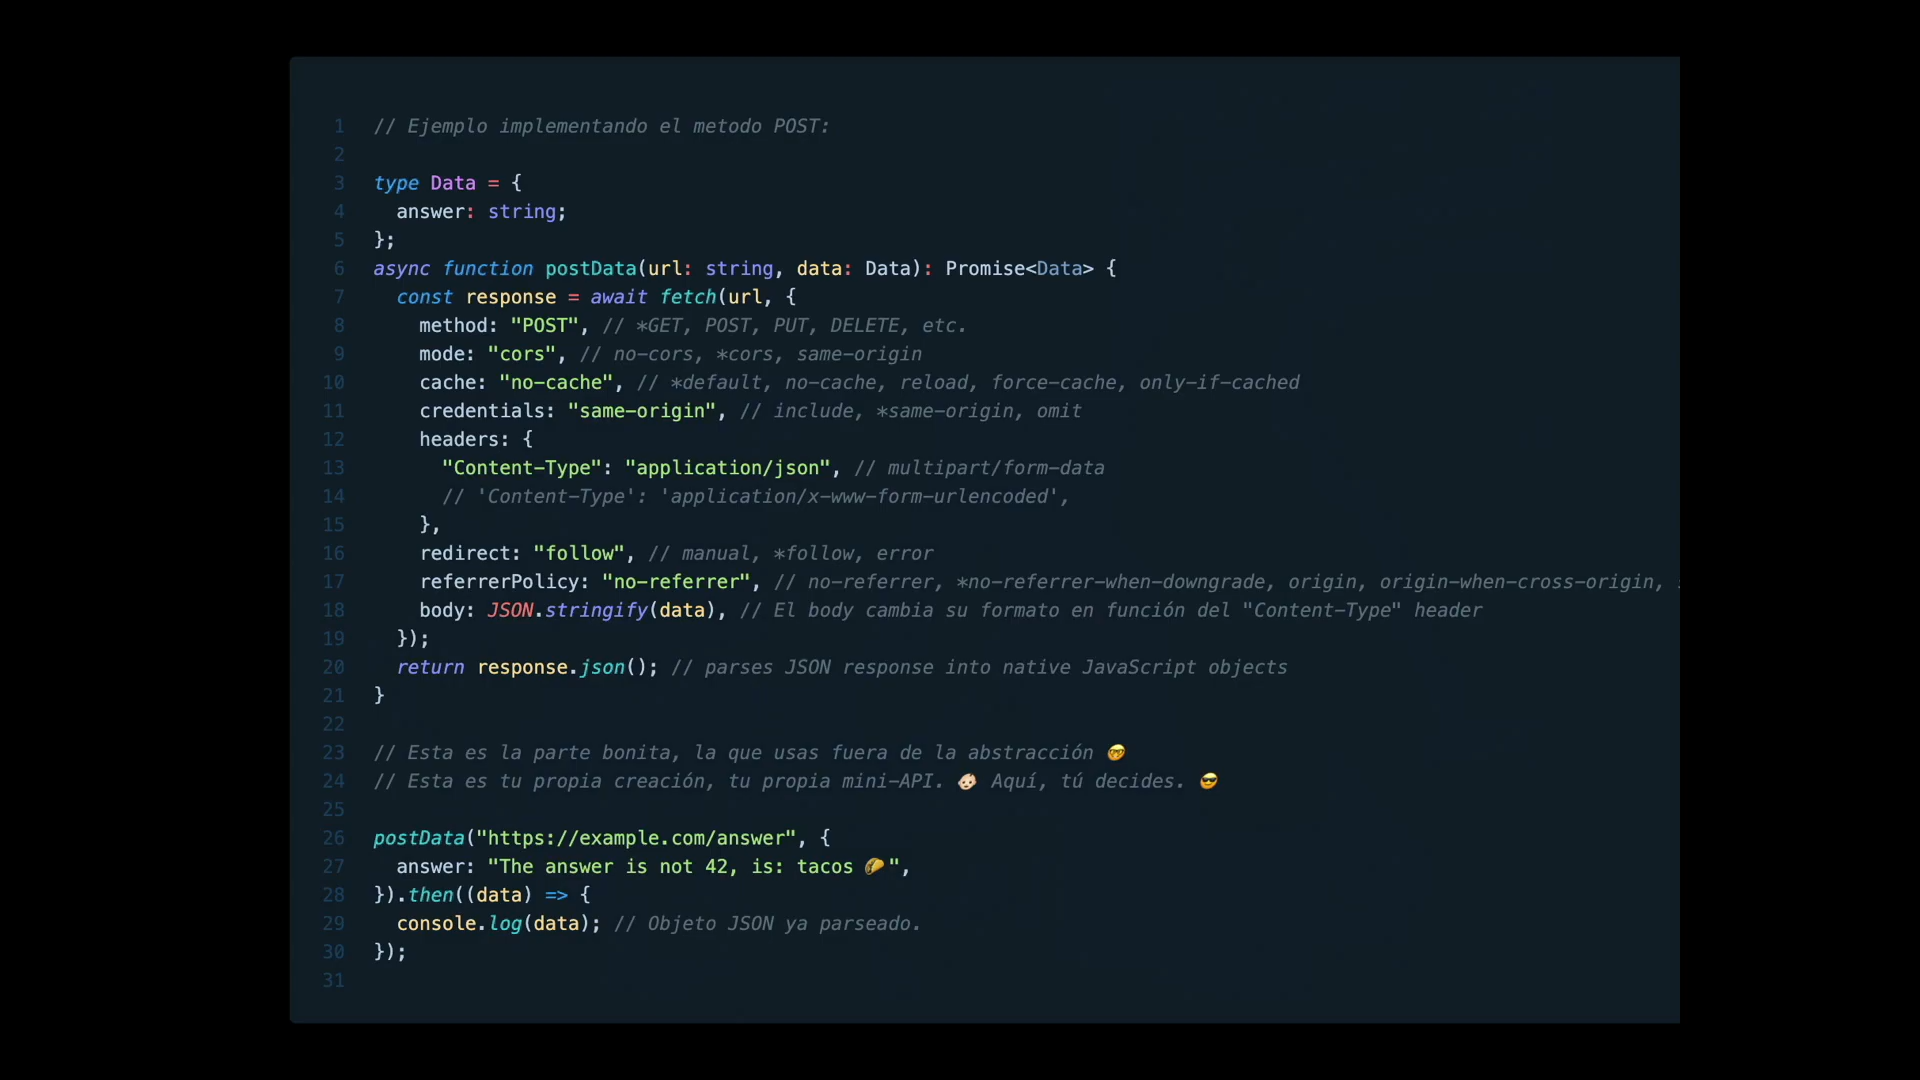 1 // Ejemplo implementando el metodo POST:
2
3 type Data = {
4   answer: string;
5 };
6 async function postData(url: string, data: Data): Promise<Data> {
7   const response = await fetch(url, {
8     method: "POST", // *GET, POST, PUT, DELETE, etc.
9     mode: "cors", // no-cors, *cors, same-origin
10     cache: "no-cache", // *default, no-cache, reload, force-cache, only-if-cached
11     credentials: "same-origin", // include, *same-origin, omit
12     headers: {
13       "Content-Type": "application/json", // multipart/form-data
14       // 'Content-Type': 'application/x-www-form-urlencoded',
15     },
16     redirect: "follow", // manual, *follow, error
17     referrerPolicy: "no-referrer", // no-referrer, *no-referrer-when-downgrade, origin, origin-when-cross-origin,
18     body: JSON.stringify(data), // El body cambia su formato en función del "Content-Type" header
19   });
20   return response.json(); // parses JSON response into native JavaScript objects
21 }
22
23 // Esta es la parte bonita, la que usas fuera de la abstracción 🤓
24 // Esta es tu propia creación, tu propia mini-API. 👶🏻 Aquí, tú decides. 😎
25
26 postData("https://example.com/answer", {
27   answer: "The answer is not 42, is: tacos 🌮",
28 }).then((data) => {
29   console.log(data); // Objeto JSON ya parseado.
30 });
31